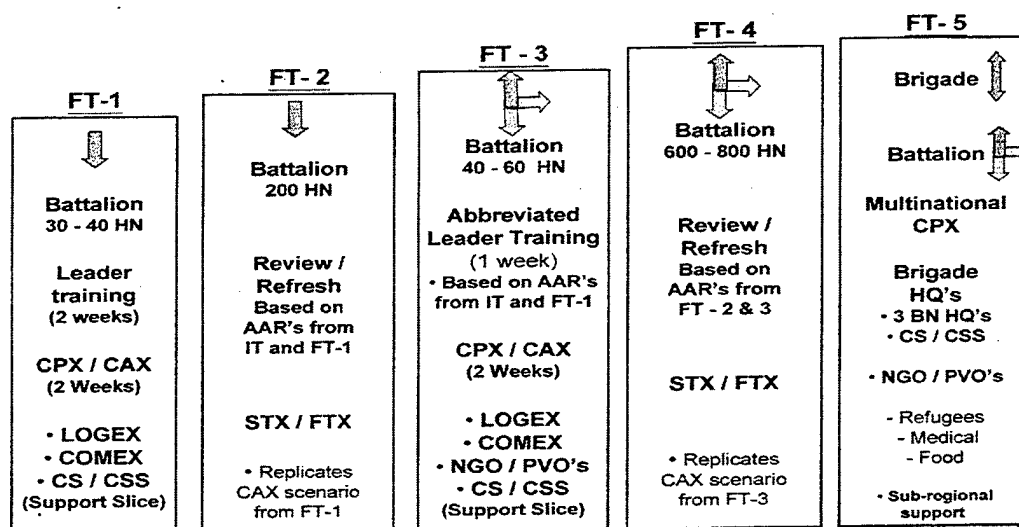 FT-1
Battalion
30 - 40 HN
Leader
training
(2 weeks)
CPX / CAX
(2 Weeks)
• LOGEX
• COMEX
• CS / CSS
(Support Slice)
FT- 2
Battalion
200 HN
Review /
Refresh
Based on
AAR's from
IT and FT-1
STX / FTX
• Replicates
CAX scenario
from FT-1
FT - 3
Battalion
40 - 60 HN
Abbreviated
Leader Training
(1 week)
• Based on AAR's
from IT and FT-1
CPX / CAX
(2 Weeks)
• LOGEX
• COMEX
• NGO / PVO's
• CS / CSS
(Support Slice)
FT- 4
Battalion
600 - 800 HN
Review /
Refresh
Based on
AAR's from
FT - 2 & 3
STX / FTX
• Replicates
CAX scenario
from FT-3
FT- 5
Brigade
Battalion
Multinational
CPX
Brigade
HQ's
• 3 BN HQ's
• CS / CSS
• NGO / PVO's
- Refugees
- Medical
- Food
• Sub-regional
support